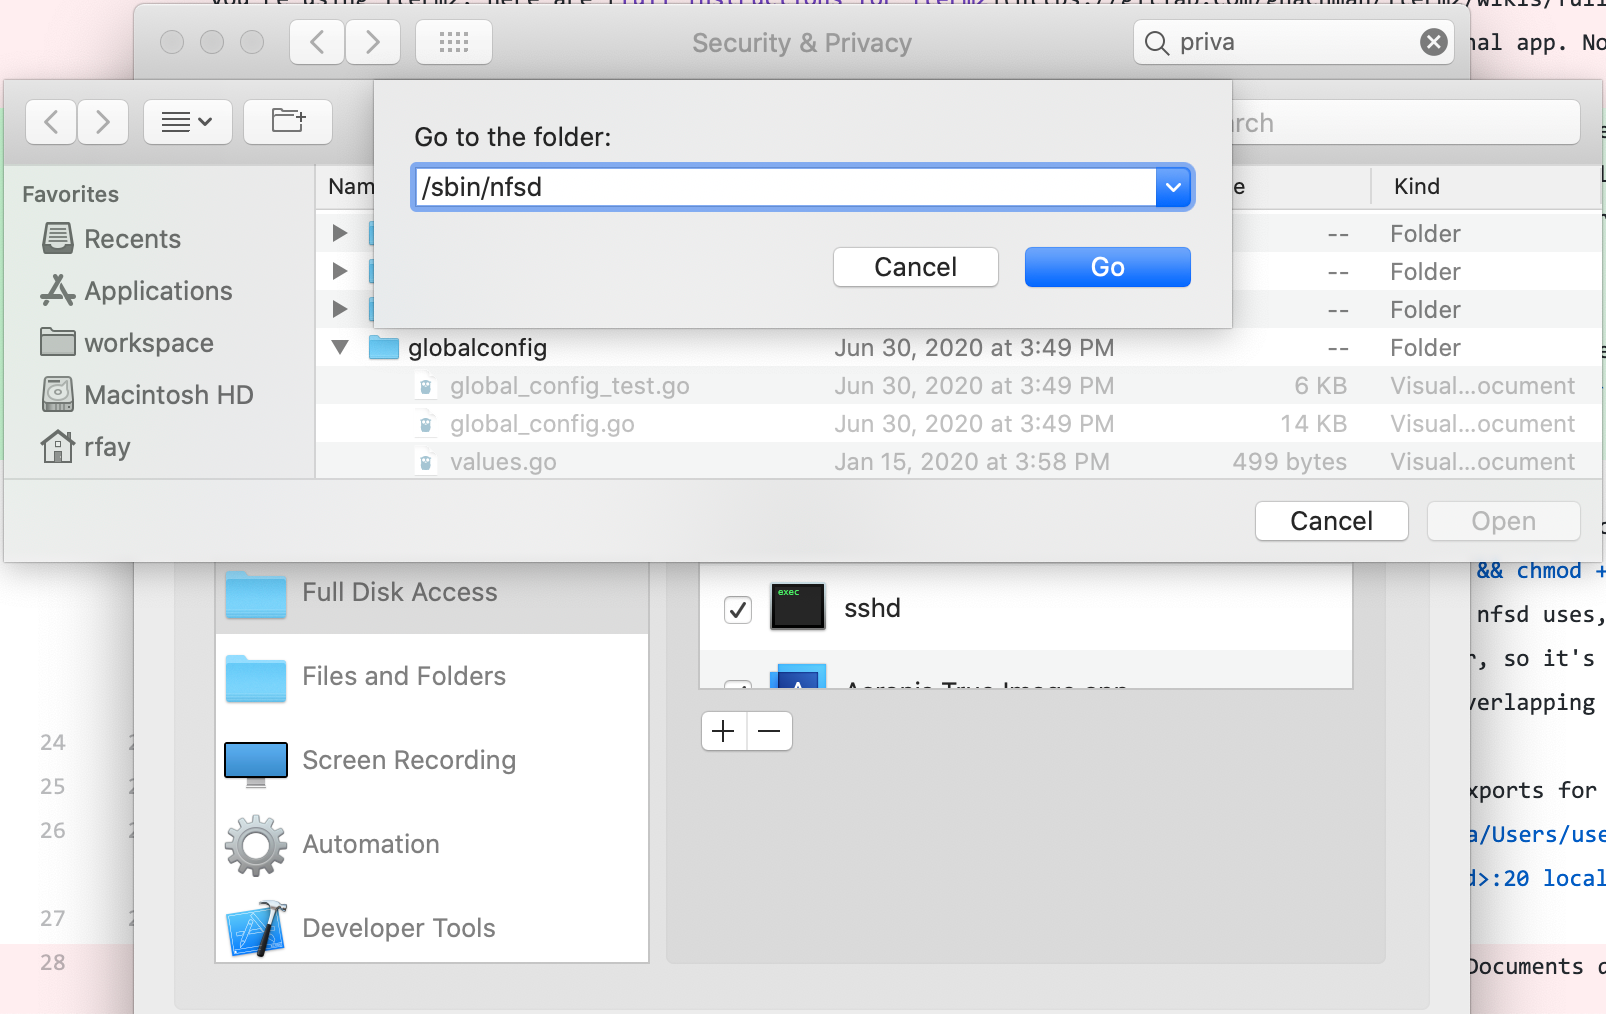 Security & Privacy
priva
nal app. No
Go to the folder:
/sbin/nfsd
Cancel
Go
rch
Favorites
Recents
Applications
workspace
Macintosh HD
rfay
Nam
e
Kind
-- Folder
-- Folder
-- Folder
globalconfig Jun 30, 2020 at 3:49 PM -- Folder
global_config_test.go Jun 30, 2020 at 3:49 PM 6 KB Visual...ocument
global_config.go Jun 30, 2020 at 3:49 PM 14 KB Visual...ocument
values.go Jan 15, 2020 at 3:58 PM 499 bytes Visual...ocument
Cancel
Open
Full Disk Access
Files and Folders
Screen Recording
Automation
Developer Tools
exec
sshd
&& chmod +
nfsd uses,
r, so it's
verlapping
24
25
xports for
26
a/Users/use
d>:20 local
27
28
Documents